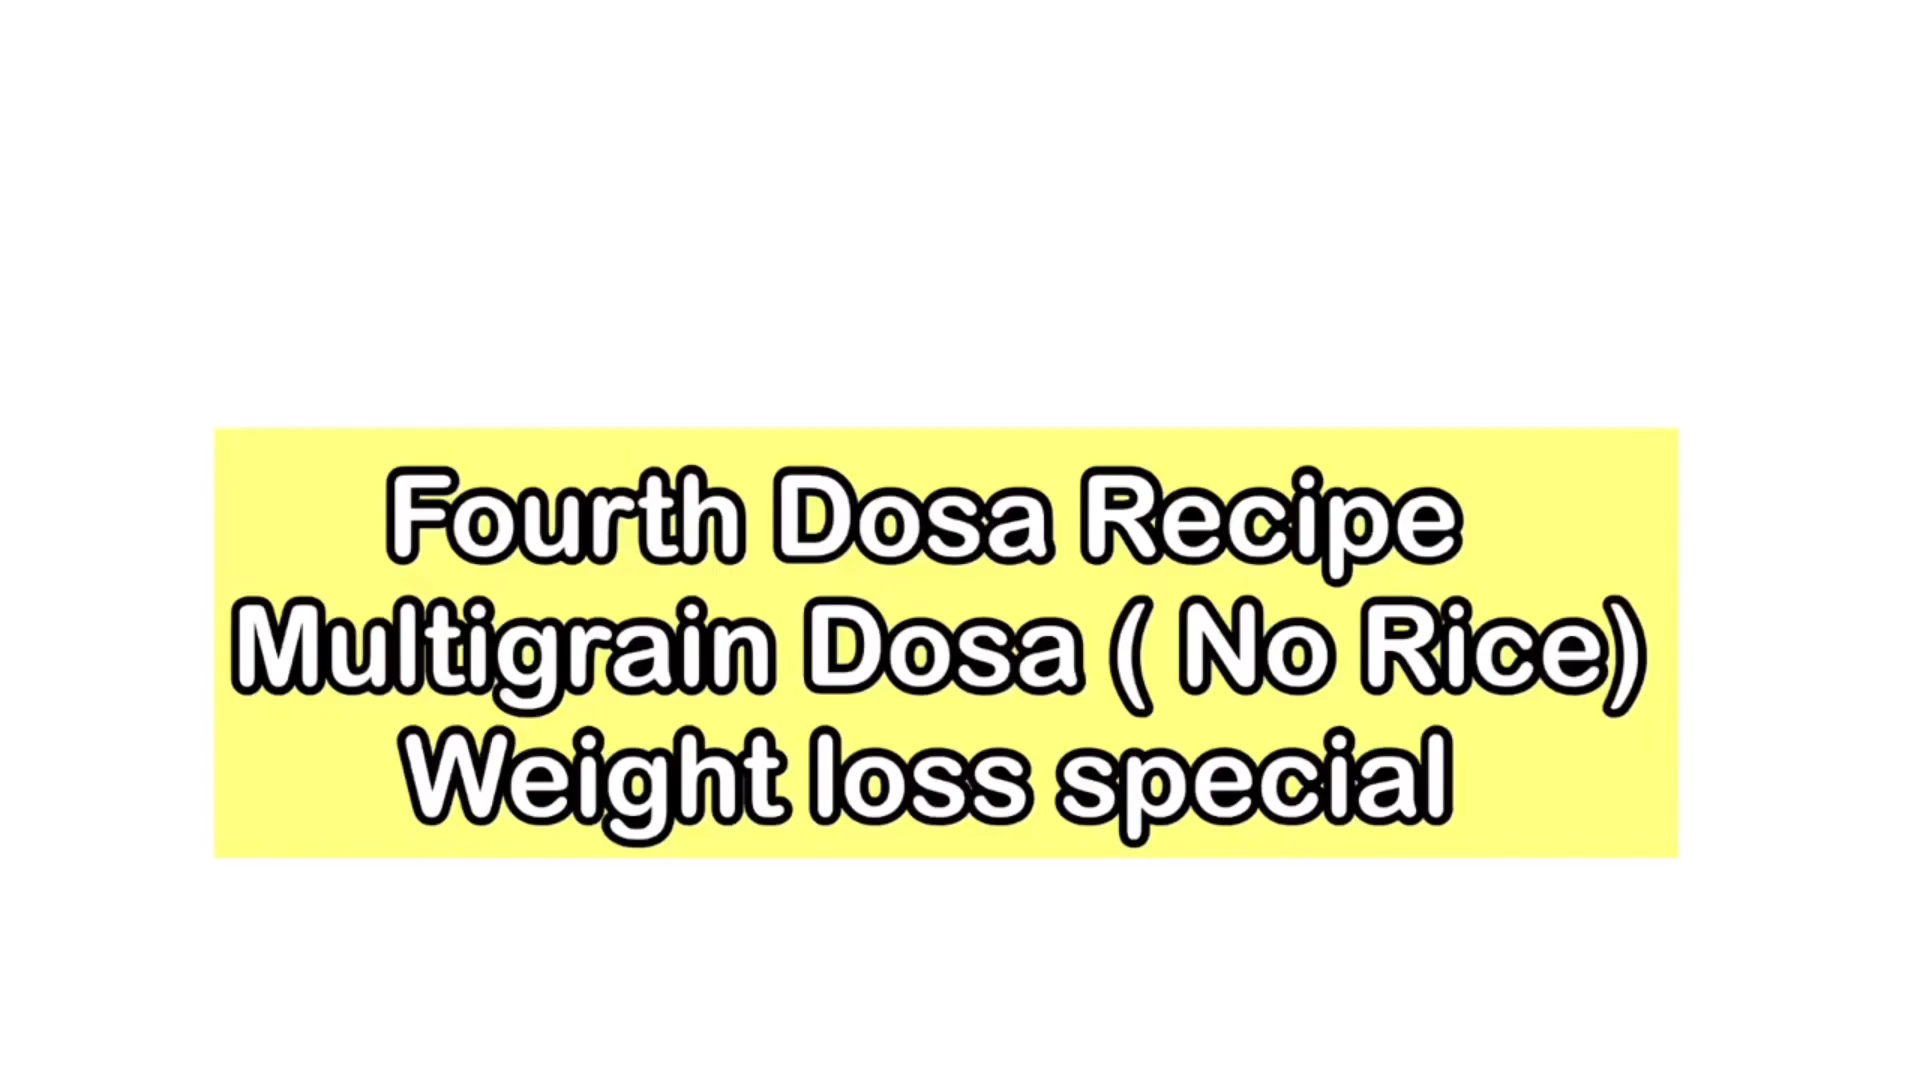 Fourth Dosa Recipe
Multigrain Dosa ( No Rice)
Weight loss special